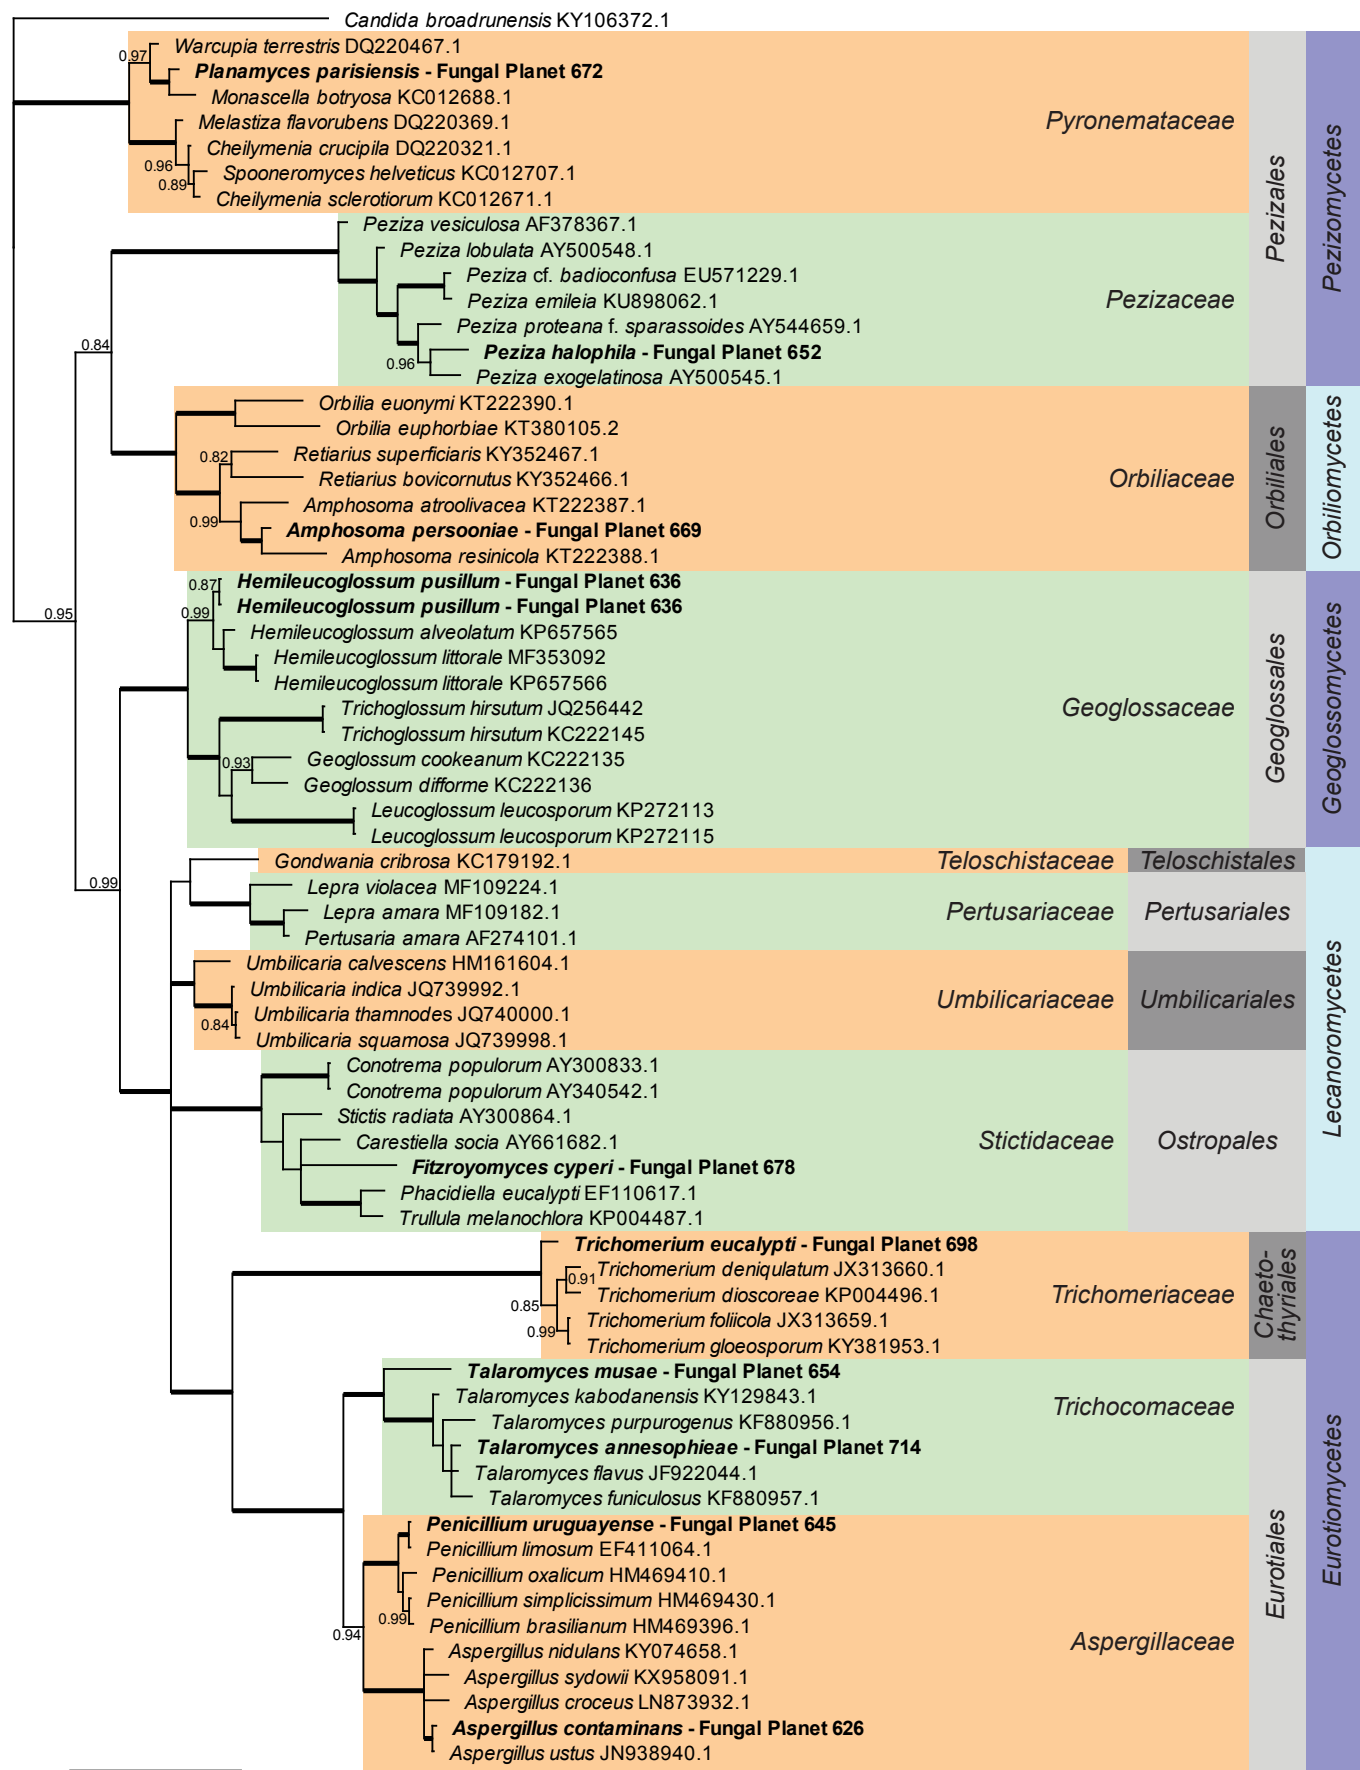 Candida broadrunensis KY106372.1
Warcupia terrestris DQ220467.1
0.97
Planamyces parisiensis - Fungal Planet 672
Monascella botryosa KC012688.1
Melastiza flavorubens DQ220369.1
Pyronemataceae
Cheilymenia crucipila DQ220321.1
0.96
Spooneromyces helveticus KC012707.1
0.89
Cheilymenia sclerotiorum KC012671.1
Pezizales
Pezizomycetes
Peziza vesiculosa AF378367.1
Peziza lobulata AY500548.1
Peziza cf. badioconfusa EU571229.1
Peziza emileia KU898062.1
Pezizaceae
Peziza proteana f. sparassoides AY544659.1
0.84
Peziza halophila - Fungal Planet 652
0.96
Peziza exogelatinosa AY500545.1
Orbilia euonymi KT222390.1
Orbilia euphorbiae KT380105.2
Retiarius superficiaris KY352467.1
0.82
Retiarius bovicornutus KY352466.1
Orbiliaceae
Orbiliales
Orbiliomycetes
Amphosoma atroolivacea KT222387.1
0.99
Amphosoma persooniae - Fungal Planet 669
Amphosoma resinicola KT222388.1
0.87
Hemileucoglossum pusillum - Fungal Planet 636
Hemileucoglossum pusillum - Fungal Planet 636
0.95
0.99
Hemileucoglossum alveolatum KP657565
Hemileucoglossum littorale MF353092
Hemileucoglossum littorale KP657566
Trichoglossum hirsutum JQ256442
Geoglossaceae
Geoglossales
Geoglossomycetes
Trichoglossum hirsutum KC222145
Geoglossum cookeanum KC222135
0.93
Geoglossum difforme KC222136
Leucoglossum leucosporum KP272113
Leucoglossum leucosporum KP272115
Gondwania cribrosa KC179192.1
Teloschistaceae
Teloschistales
0.99
Lepra violacea MF109224.1
Lepra amara MF109182.1
Pertusariaceae
Pertusariales
Pertusaria amara AF274101.1
Umbilicaria calvescens HM161604.1
Umbilicaria indica JQ739992.1
Umbilicariaceae
Umbilicariales
Umbilicaria thamnodes JQ740000.1
0.84
Umbilicaria squamosa JQ739998.1
Lecanoromycetes
Conotrema populorum AY300833.1
Conotrema populorum AY340542.1
Stictis radiata AY300864.1
Carestiella socia AY661682.1
Stictidaceae
Ostropales
Fitzroyomyces cyperi - Fungal Planet 678
Phacidiella eucalypti EF110617.1
Trullula melanochlora KP004487.1
Trichomerium eucalypti - Fungal Planet 698
Trichomerium deniqulatum JX313660.1
0.91
Trichomerium dioscoreae KP004496.1
Trichomeriaceae
Chaeto-
thyriales
0.85
Trichomerium foliicola JX313659.1
0.99
Trichomerium gloeosporum KY381953.1
Talaromyces musae - Fungal Planet 654
Talaromyces kabodanensis KY129843.1
Trichocomaceae
Talaromyces purpurogenus KF880956.1
Talaromyces annesophieae - Fungal Planet 714
Talaromyces flavus JF922044.1
Talaromyces funiculosus KF880957.1
Eurotiomycetes
Eurotiales
Penicillium uruguayense - Fungal Planet 645
Penicillium limosum EF411064.1
Penicillium oxalicum HM469410.1
Penicillium simplicissimum HM469430.1
0.99
Penicillium brasilianum HM469396.1
0.94
Aspergillaceae
Aspergillus nidulans KY074658.1
Aspergillus sydowii KX958091.1
Aspergillus croceus LN873932.1
Aspergillus contaminans - Fungal Planet 626
Aspergillus ustus JN938940.1